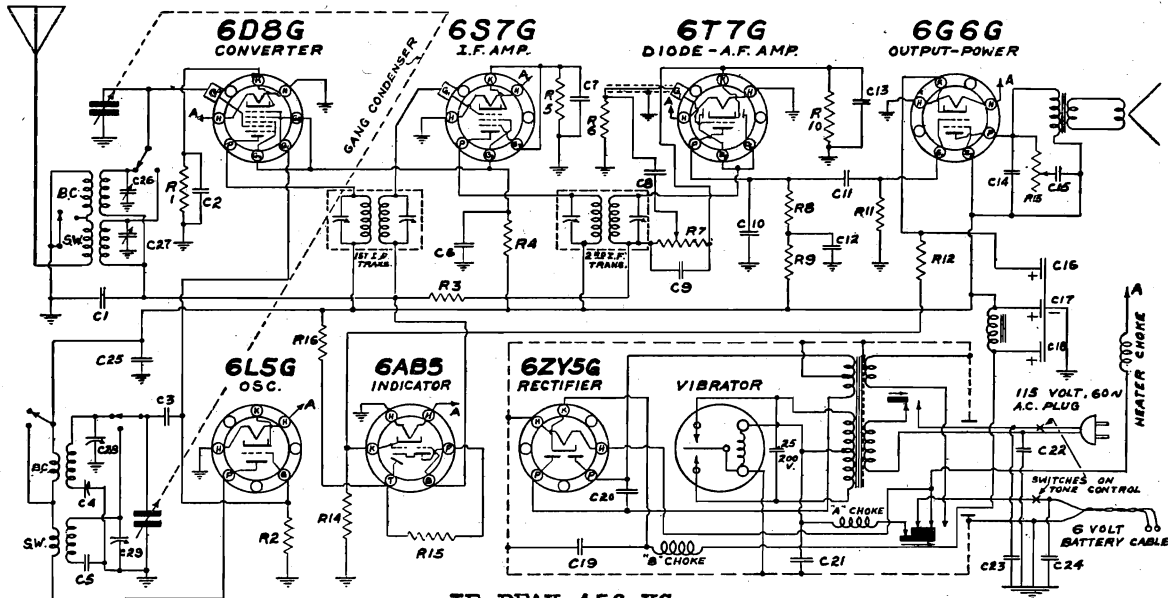 6D8G
CONVERTER
6S7G
I.F. AMP.
6T7G
DIODE-A.F. AMP.
6G6G
OUTPUT-POWER
GANG CONDENSER
B.C.
S.W.
C26
C27
R1
C2
C1
1ST I.F. TRANS.
R3
C6
R4
R5
C7
R6
C8
2ND I.F. TRANS.
R7
C9
C10
C11
R8
R9
C12
R10
C13
R11
R12
C14
R13
C15
C16
C17
C18
A
HEATER CHOKE
C25
6L5G
OSC.
C3
B.C.
S.W.
C28
C4
C29
C5
R2
R16
6AB5
INDICATOR
R14
R15
6ZY5G
RECTIFIER
VIBRATOR
.25
200
V.
C20
C19
"B" CHOKE
"A" CHOKE
C21
115 VOLT, 60~
A.C. PLUG
C22
SWITCHES ON
TONE CONTROL
6 VOLT
BATTERY CABLE
C23
C24